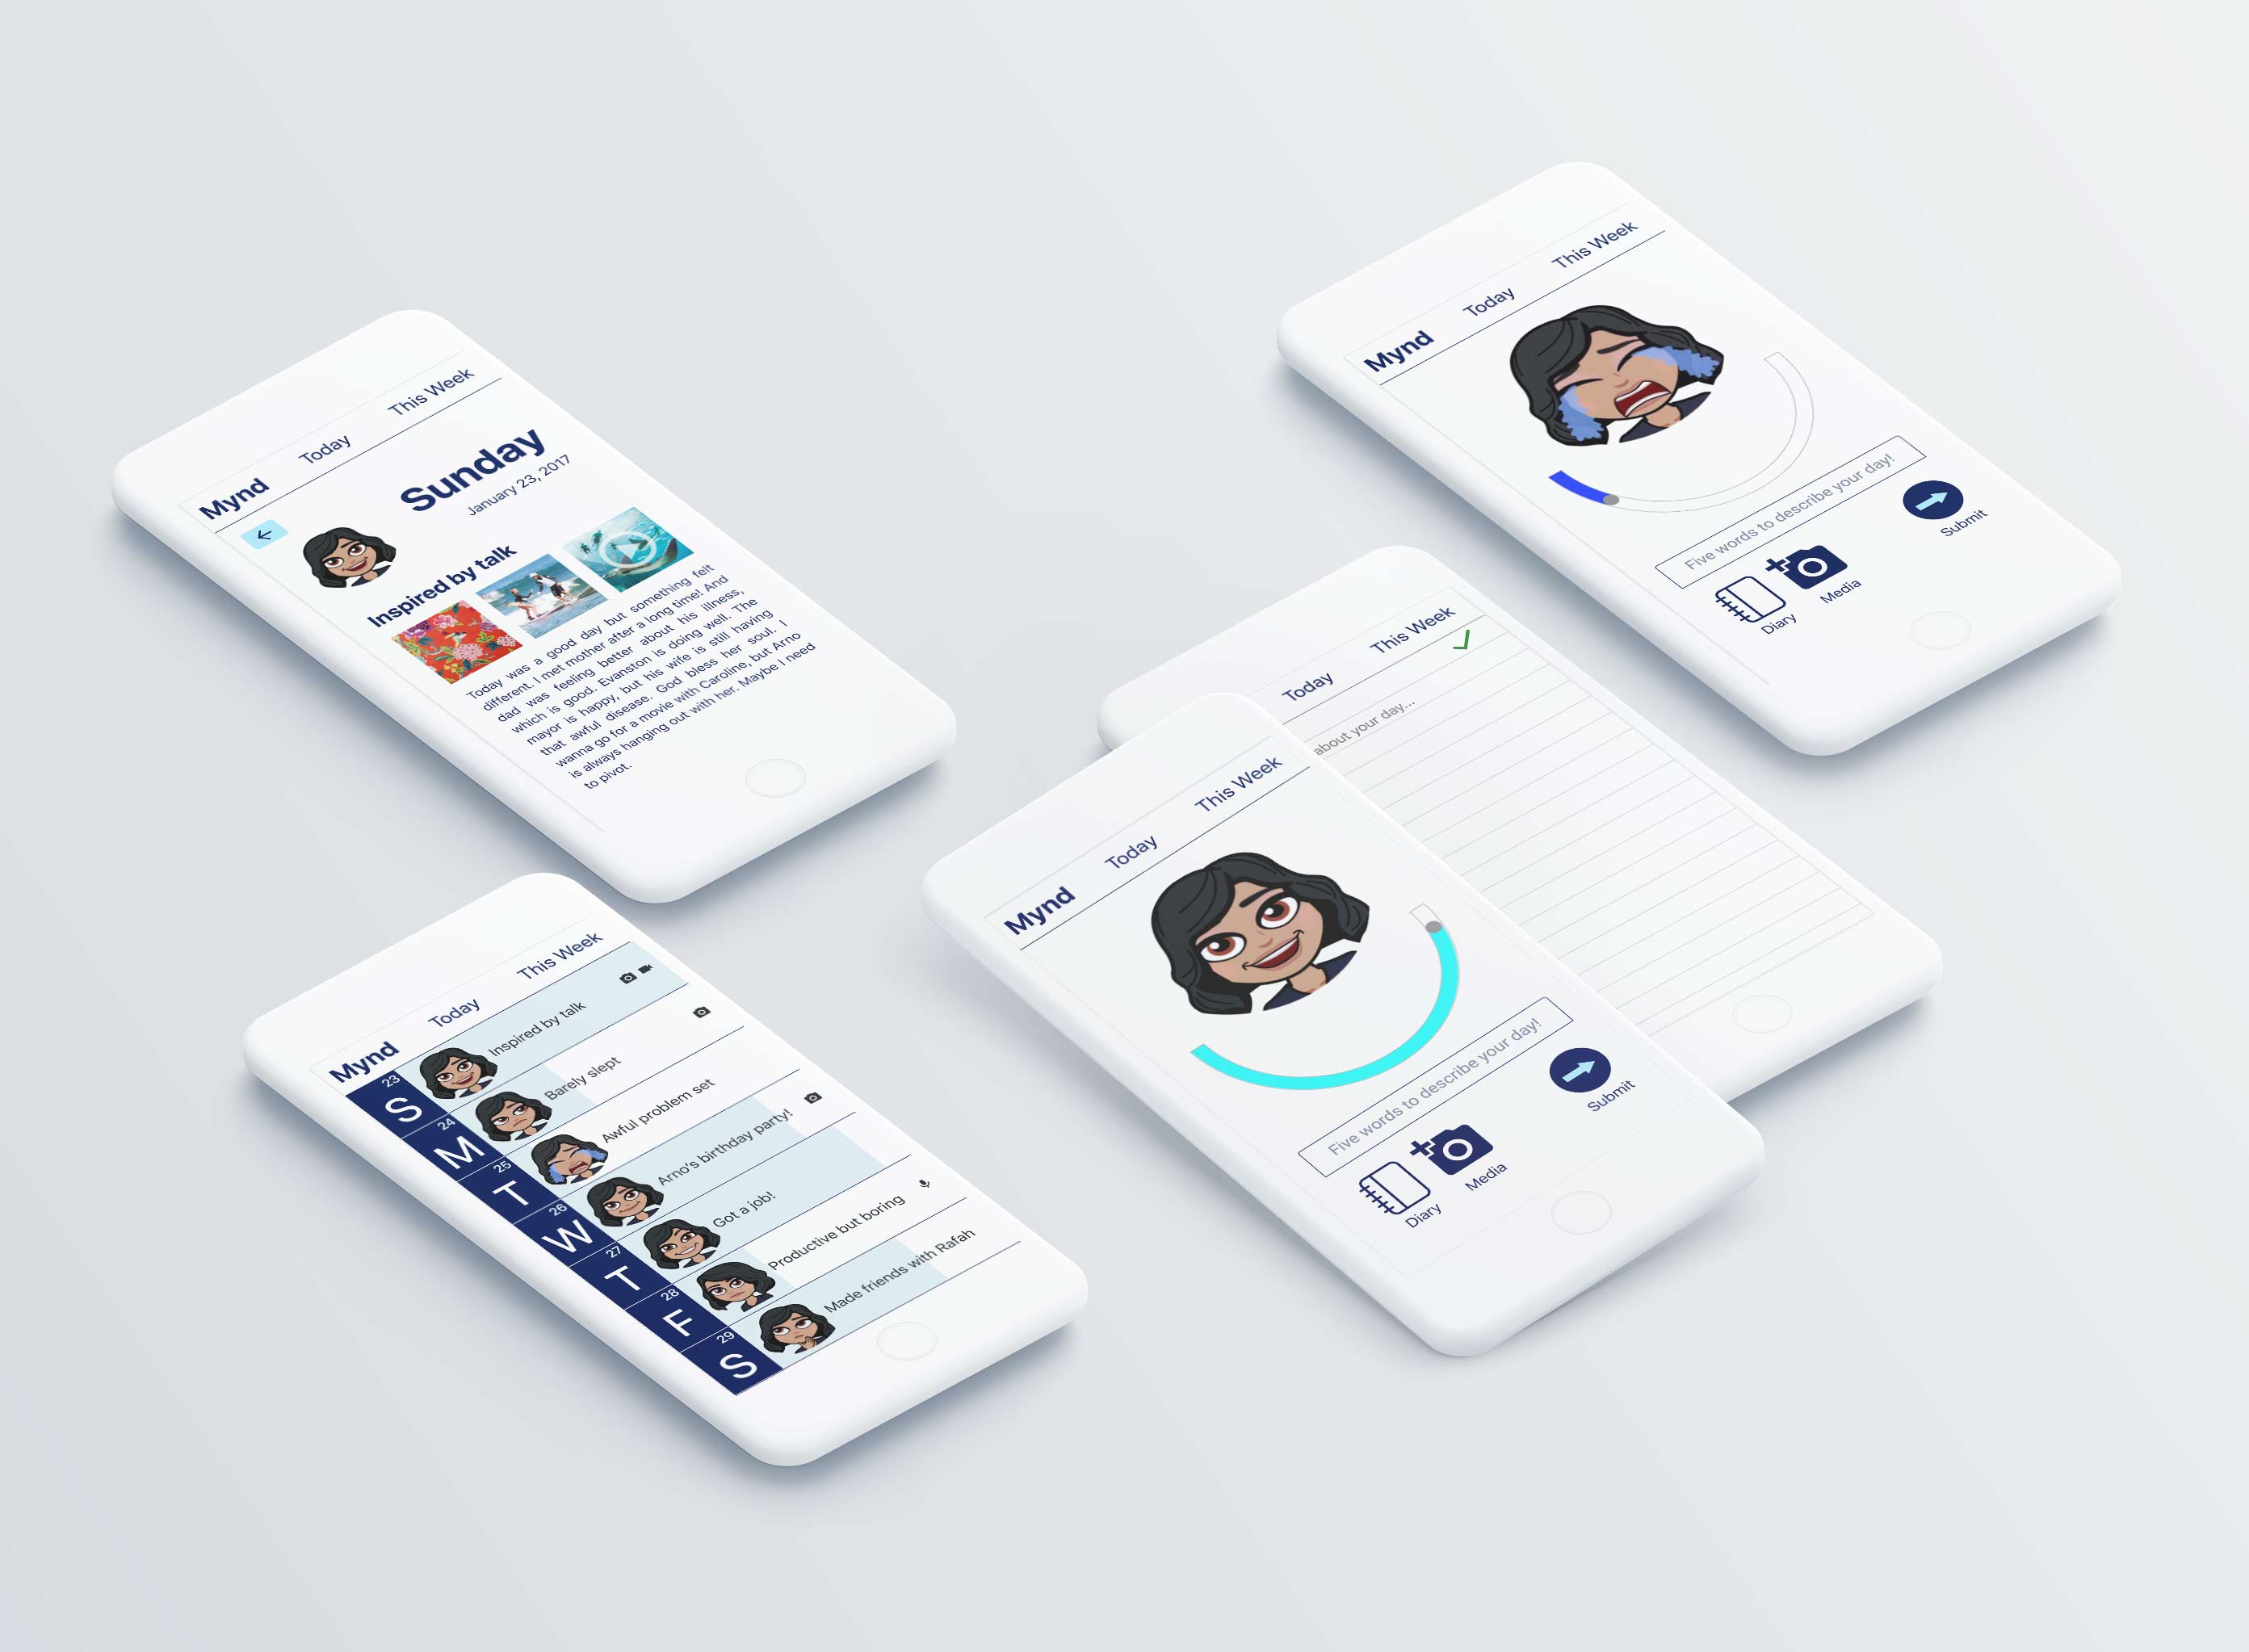 Mynd Today This Week
Sunday
January 23, 2017
Inspired by talk
Today was a good day but something felt
different. I met mother after a long time! And
dad was feeling better about his illness,
which is good. Evanston is doing well. The
mayor is happy, but his wife is still having
that awful disease. God bless her soul. I
wanna go for a movie with Caroline, but Arno
is always hanging out with her. Maybe I need
to pivot.
Mynd Today This Week
Five words to describe your day!
Diary
Media
Submit
Today This Week
about your day...
Mynd Today This Week
Five words to describe your day!
Diary
Media
Submit
Mynd Today This Week
23 S Inspired by talk
24 M Barely slept
25 T Awful problem set
26 W Arno's birthday party!
27 T Got a job!
28 F Productive but boring
29 S Made friends with Rafah